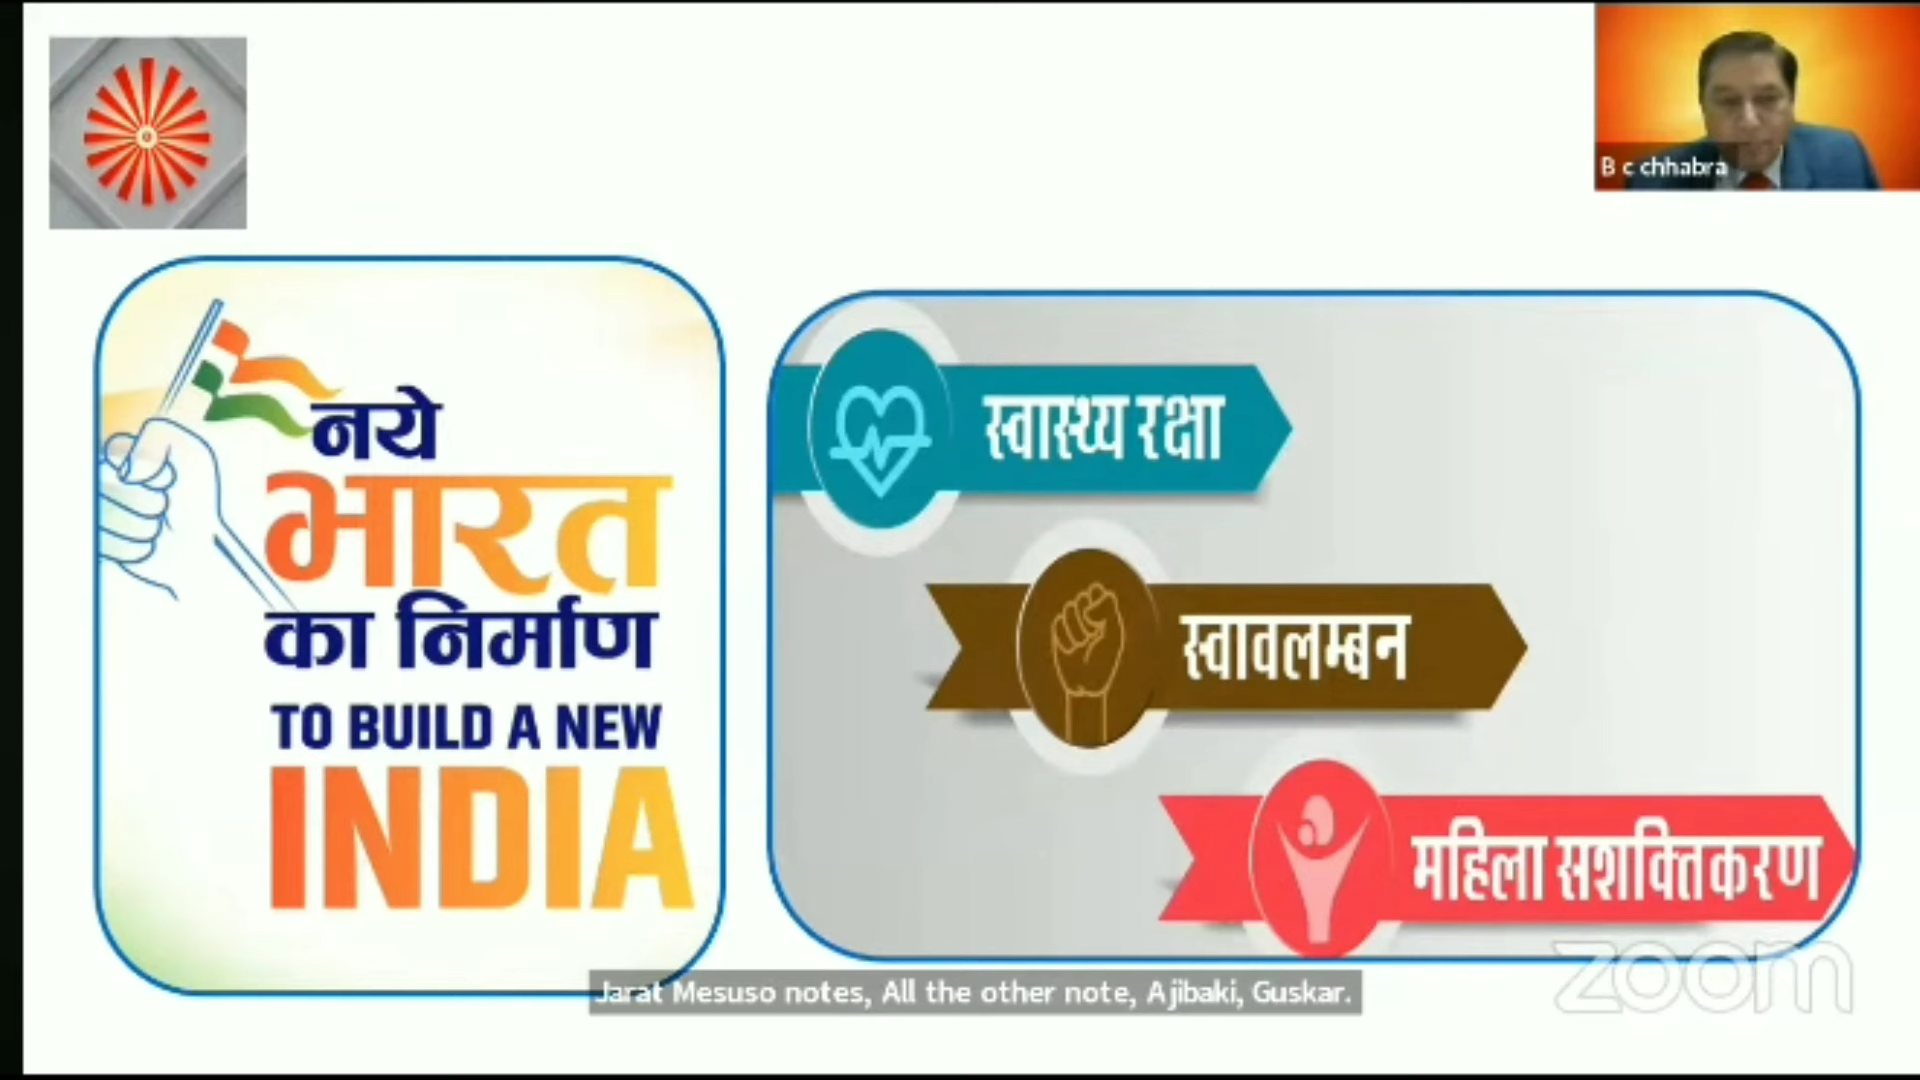 B c chhabra
नये
भारत
का निर्माण
TO BUILD A NEW
INDIA
स्वास्थ्य रक्षा
स्वावलम्बन
महिला सशक्तिकरण
zoom
Jarat Mesuso notes, All the other note, Ajibaki, Guskar.